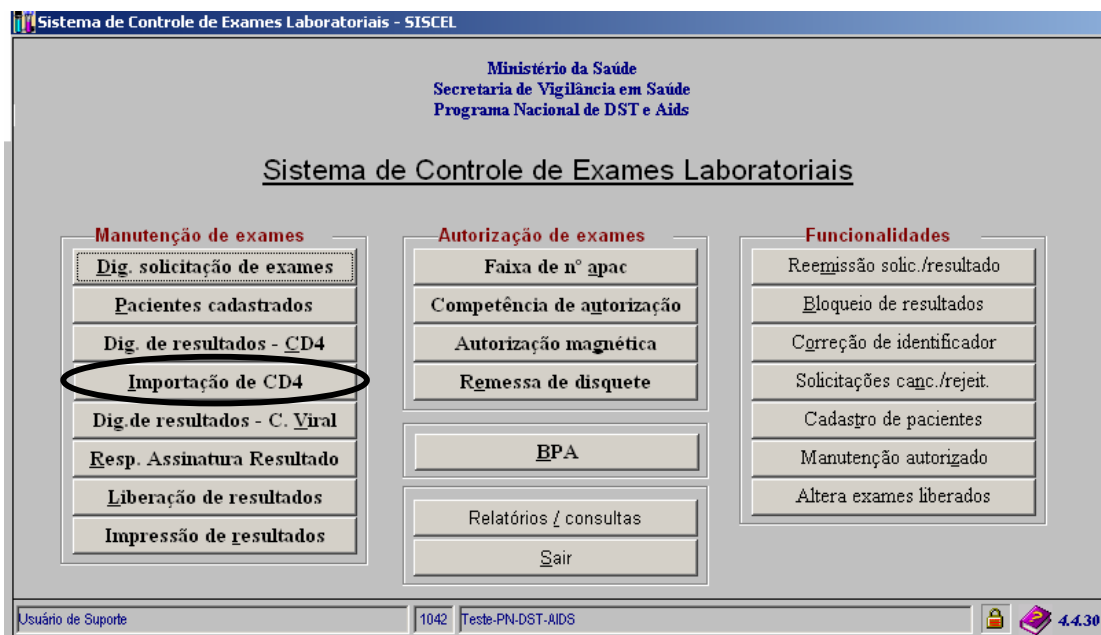 Sistema de Controle de Exames Laboratoriais - SISCEL
Ministério da Saúde
Secretaria de Vigilância em Saúde
Programa Nacional de DST e Aids
Sistema de Controle de Exames Laboratoriais
Manutenção de exames
Dig. solicitação de exames
Pacientes cadastrados
Dig. de resultados - CD4
Importação de CD4
Dig.de resultados - C. Viral
Resp. Assinatura Resultado
Liberação de resultados
Impressão de resultados
Autorização de exames
Faixa de nº apac
Competência de autorização
Autorização magnética
Remessa de disquete
BPA
Relatórios / consultas
Sair
Funcionalidades
Reemissão solic./resultado
Bloqueio de resultados
Correção de identificador
Solicitações canc./rejeit.
Cadastro de pacientes
Manutenção autorizado
Altera exames liberados
Usuário de Suporte 1042 Teste-PN-DST-AIDS 4.4.30